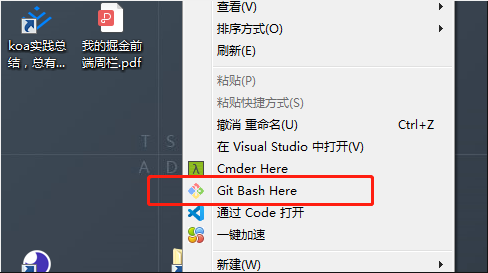 koa实践总
结，总有...
我的掘金前
端周栏.pdf
查看(V)
排序方式(O)
刷新(E)
粘贴(P)
粘贴快捷方式(S)
撤消 重命名(U) Ctrl+Z
在 Visual Studio 中打开(V)
Cmder Here
Git Bash Here
通过 Code 打开
一键加速
新建(W)
T S
A D